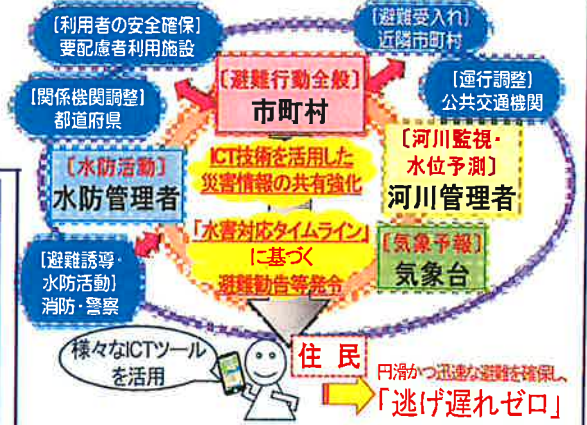 [利用者の安全確保]
要配慮者利用施設
[避難受入れ]
近隣市町村
[関係機関調整]
都道府県
[避難行動全般]
市町村
[運行調整]
公共交通機関
[水防活動]
水防管理者
ICT技術を活用した
災害情報の共有強化
[河川監視・
水位予測]
河川管理者
「水害対応タイムライン」
に基づく
避難勧告等発令
[気象予報]
気象台
[避難誘導・
水防活動]
消防・警察
様々なICTツール
を活用
住 民
円滑かつ迅速な避難を確保し、
「逃げ遅れゼロ」